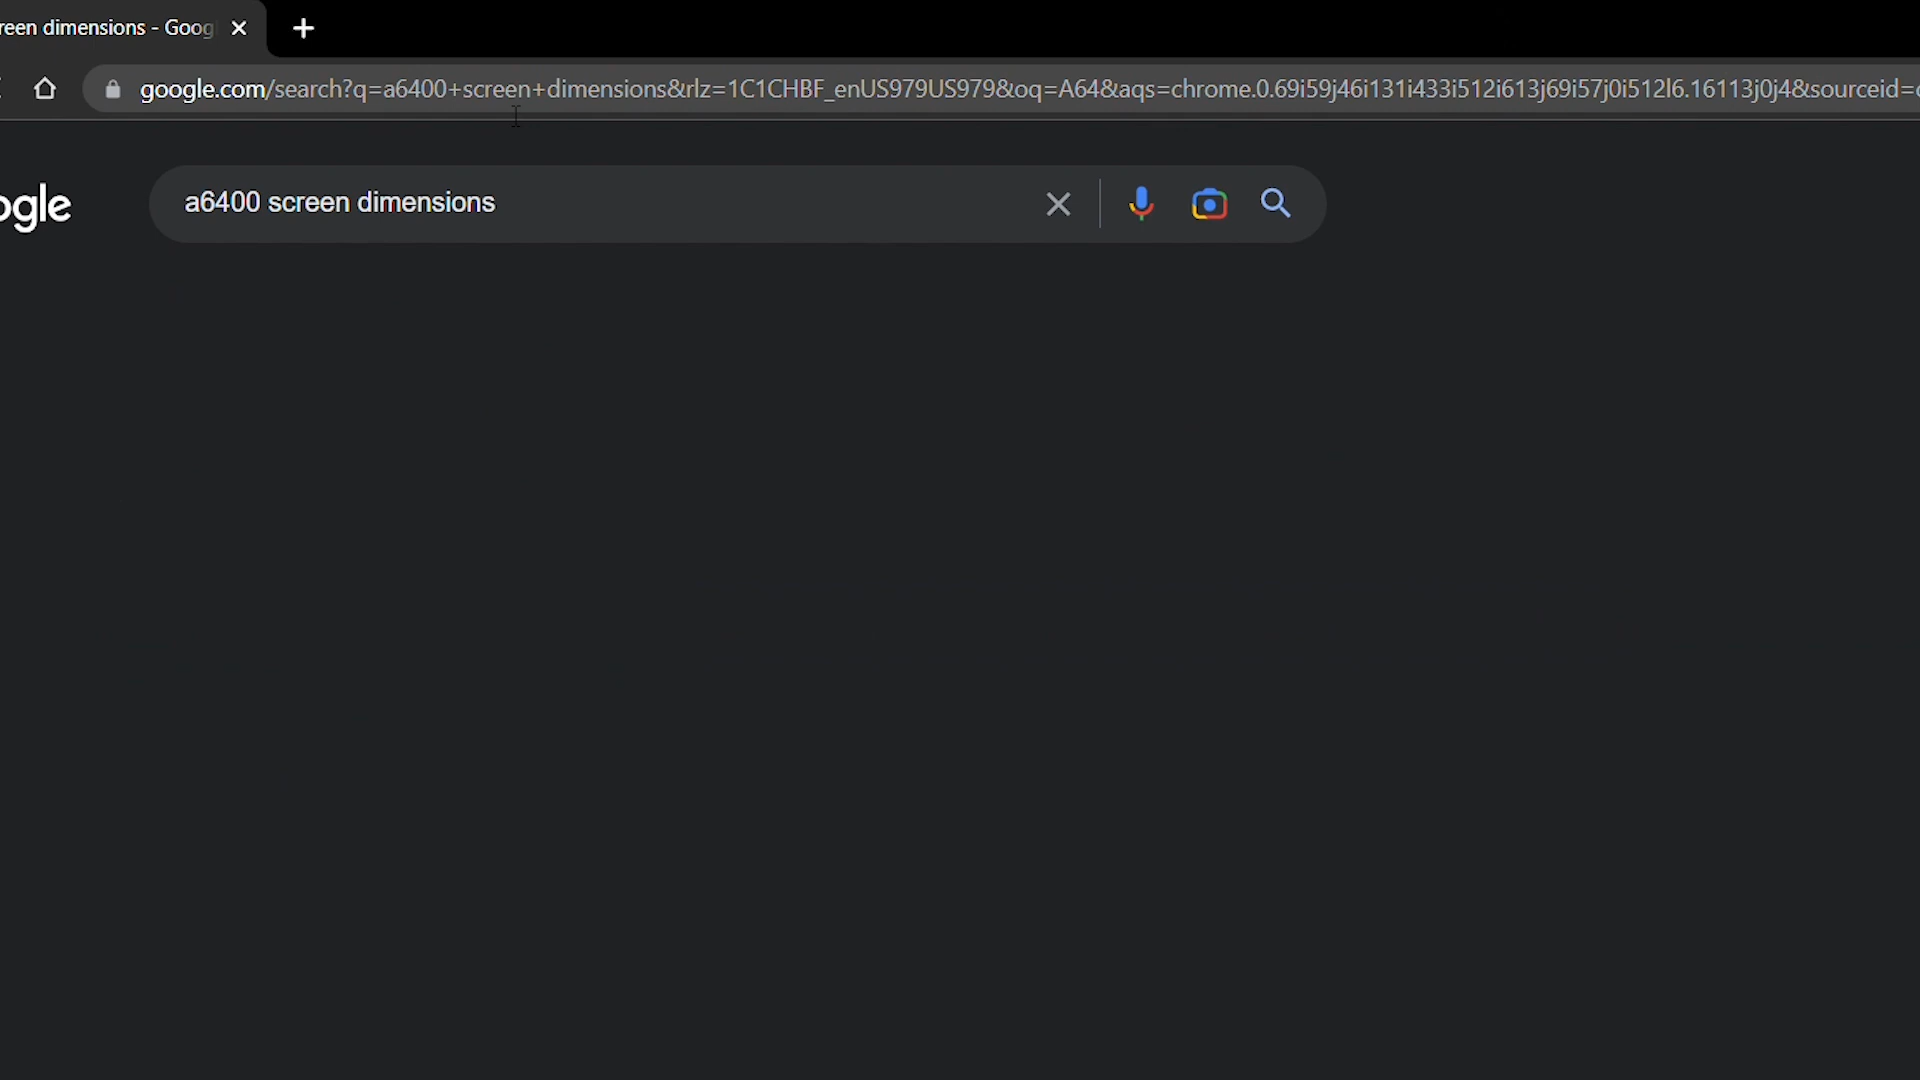 reen dimensions - Goog
google.com/search?q=a6400+screen+dimensions&rlz=1C1CHBF_enUS979US979&oq=A64&aqs=chrome.0.69i59j46i131i433i512i613j69i57j0i512l6.16113j0j4&sourceid=c
ogle
a6400 screen dimensions